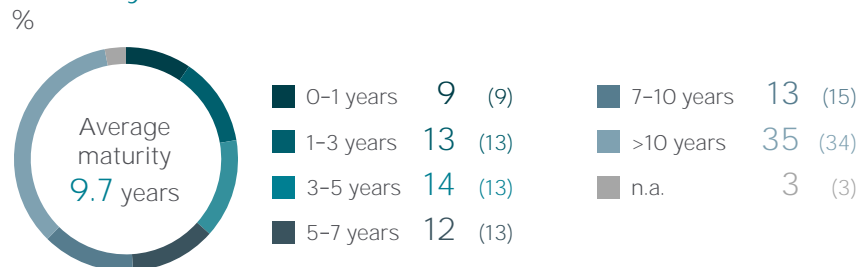 %
Average
maturity
9.7 years
0–1 years 9 (9)
1–3 years 13 (13)
3–5 years 14 (13)
5–7 years 12 (13)
7–10 years 13 (15)
>10 years 35 (34)
n.a. 3 (3)